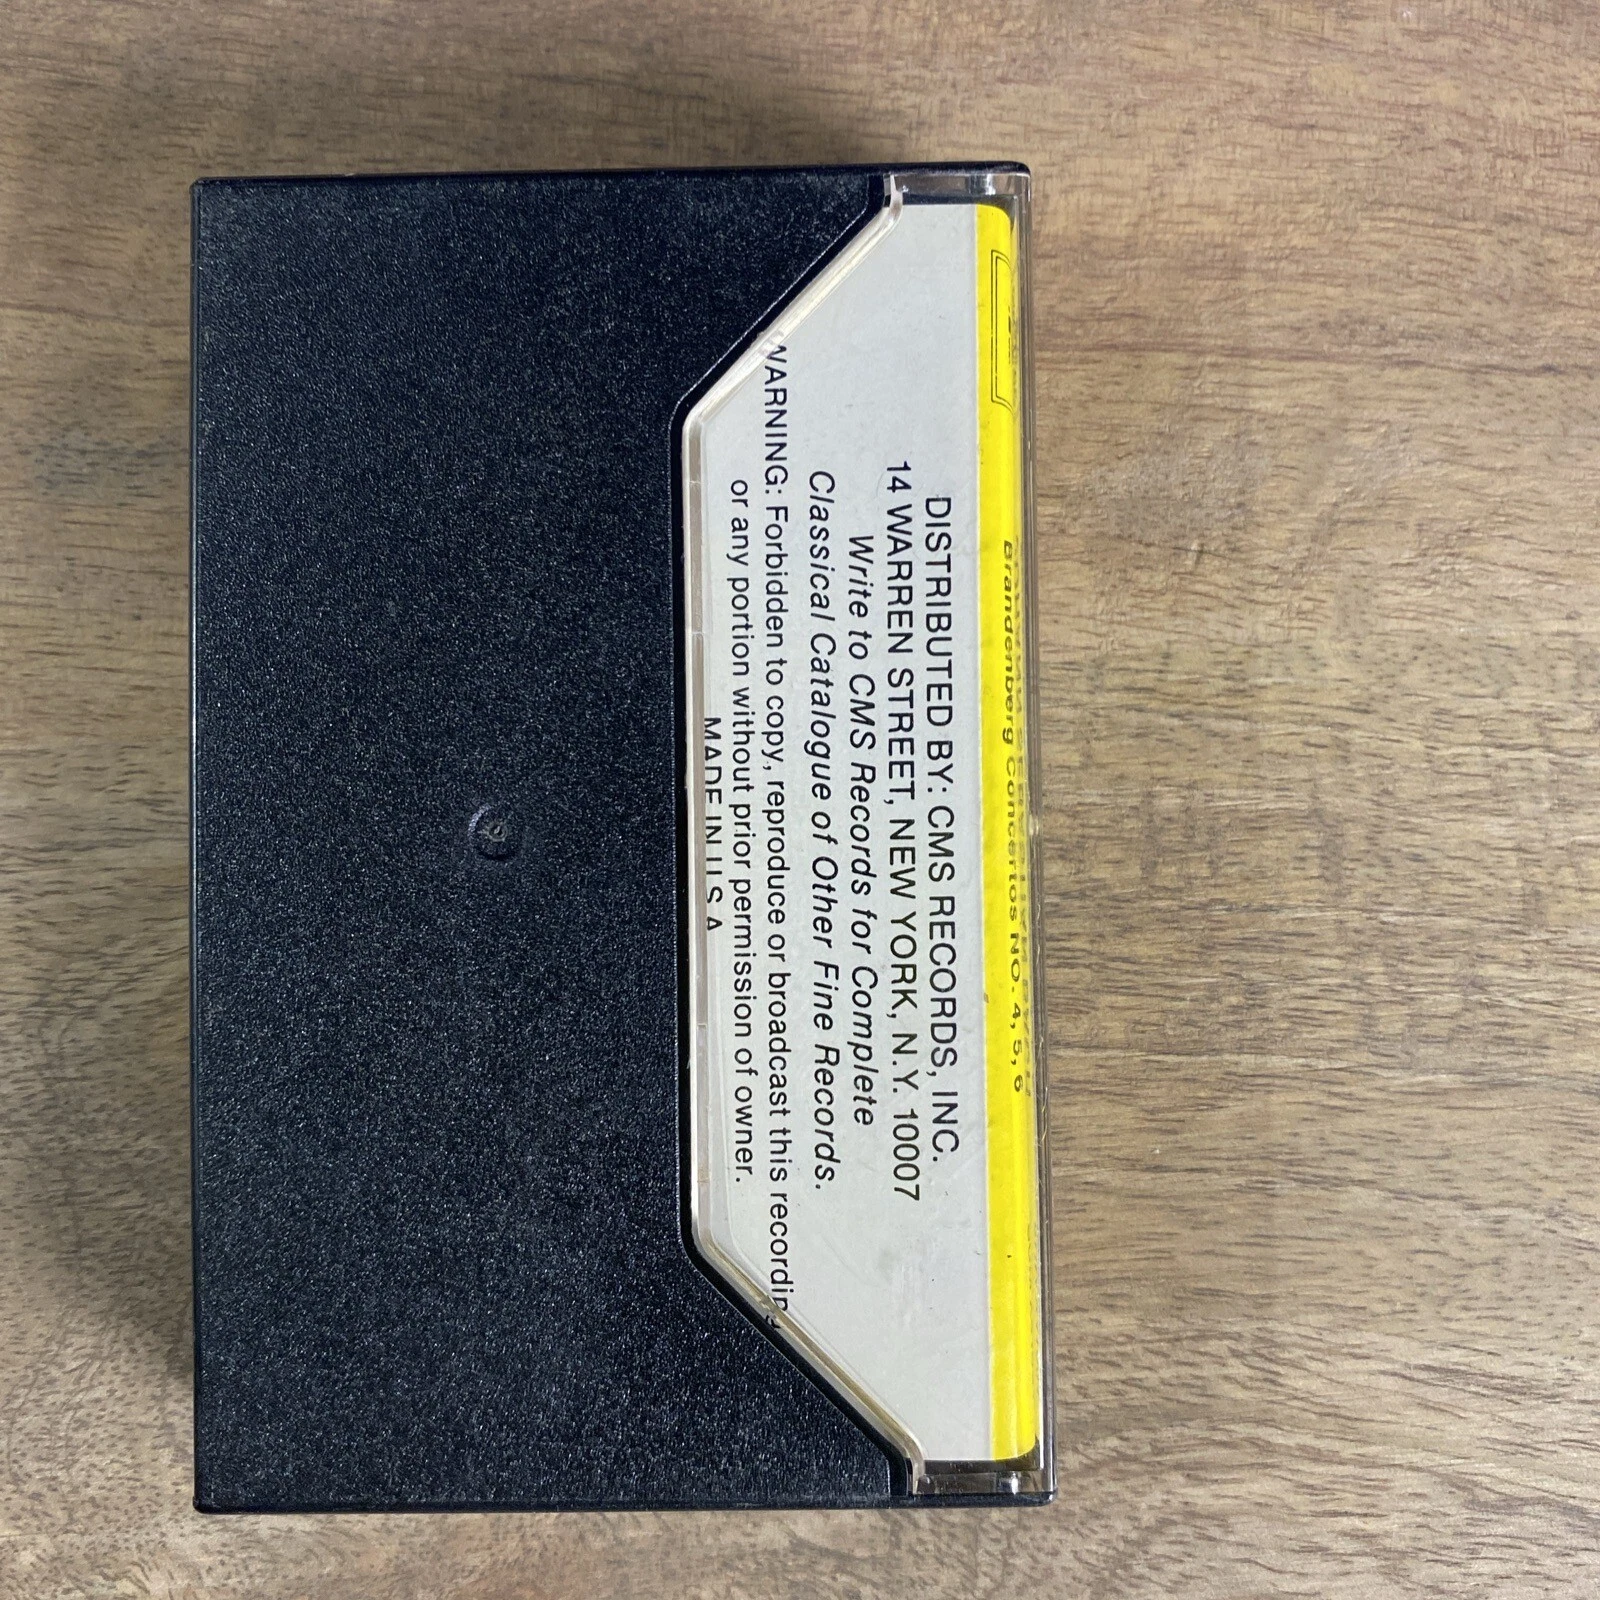 Brandenberg Concertos NO. 4, 5, 6
DISTRIBUTED BY: CMS RECORDS, INC.
14 WARREN STREET, NEW YORK, N.Y. 10007
Write to CMS Records for Complete
Classical Catalogue of Other Fine Records.
WARNING: Forbidden to copy, reproduce or broadcast this recording
or any portion without prior permission of owner.
MADE IN U.S.A.